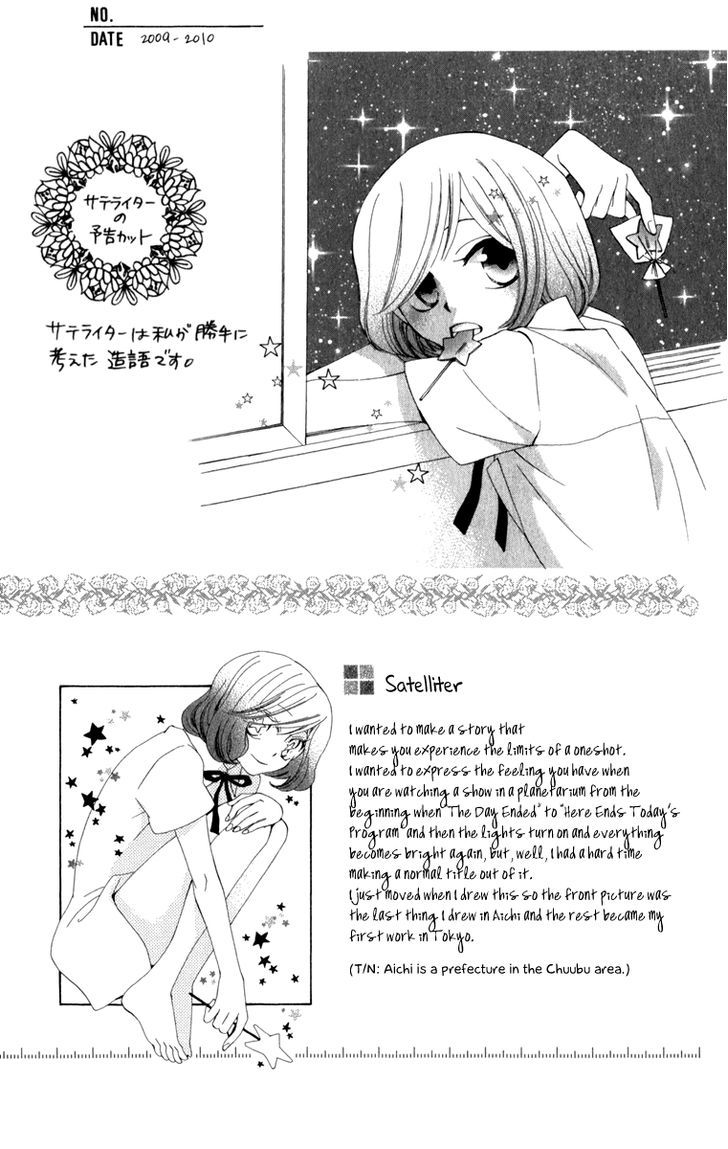 NO.
DATE 2009-2010
サテライター
の
予告カット
サテライターは私が勝手に
考えた造語です。
Satelliter
I wanted to make a story that
makes you experience the limits of a oneshot.
I wanted to express the feeling you have when
you are watching a show in a planetarium from the
beginning when "The Day Ended" to "Here Ends Today's
Program" and then the lights turn on and everything
becomes bright again, but, well, I had a hard time
making a normal title out of it.
I just moved when I drew this so the front picture was
the last thing I drew in Aichi and the rest became my
first work in Tokyo.
(T/N: Aichi is a prefecture in the Chuubu area.)